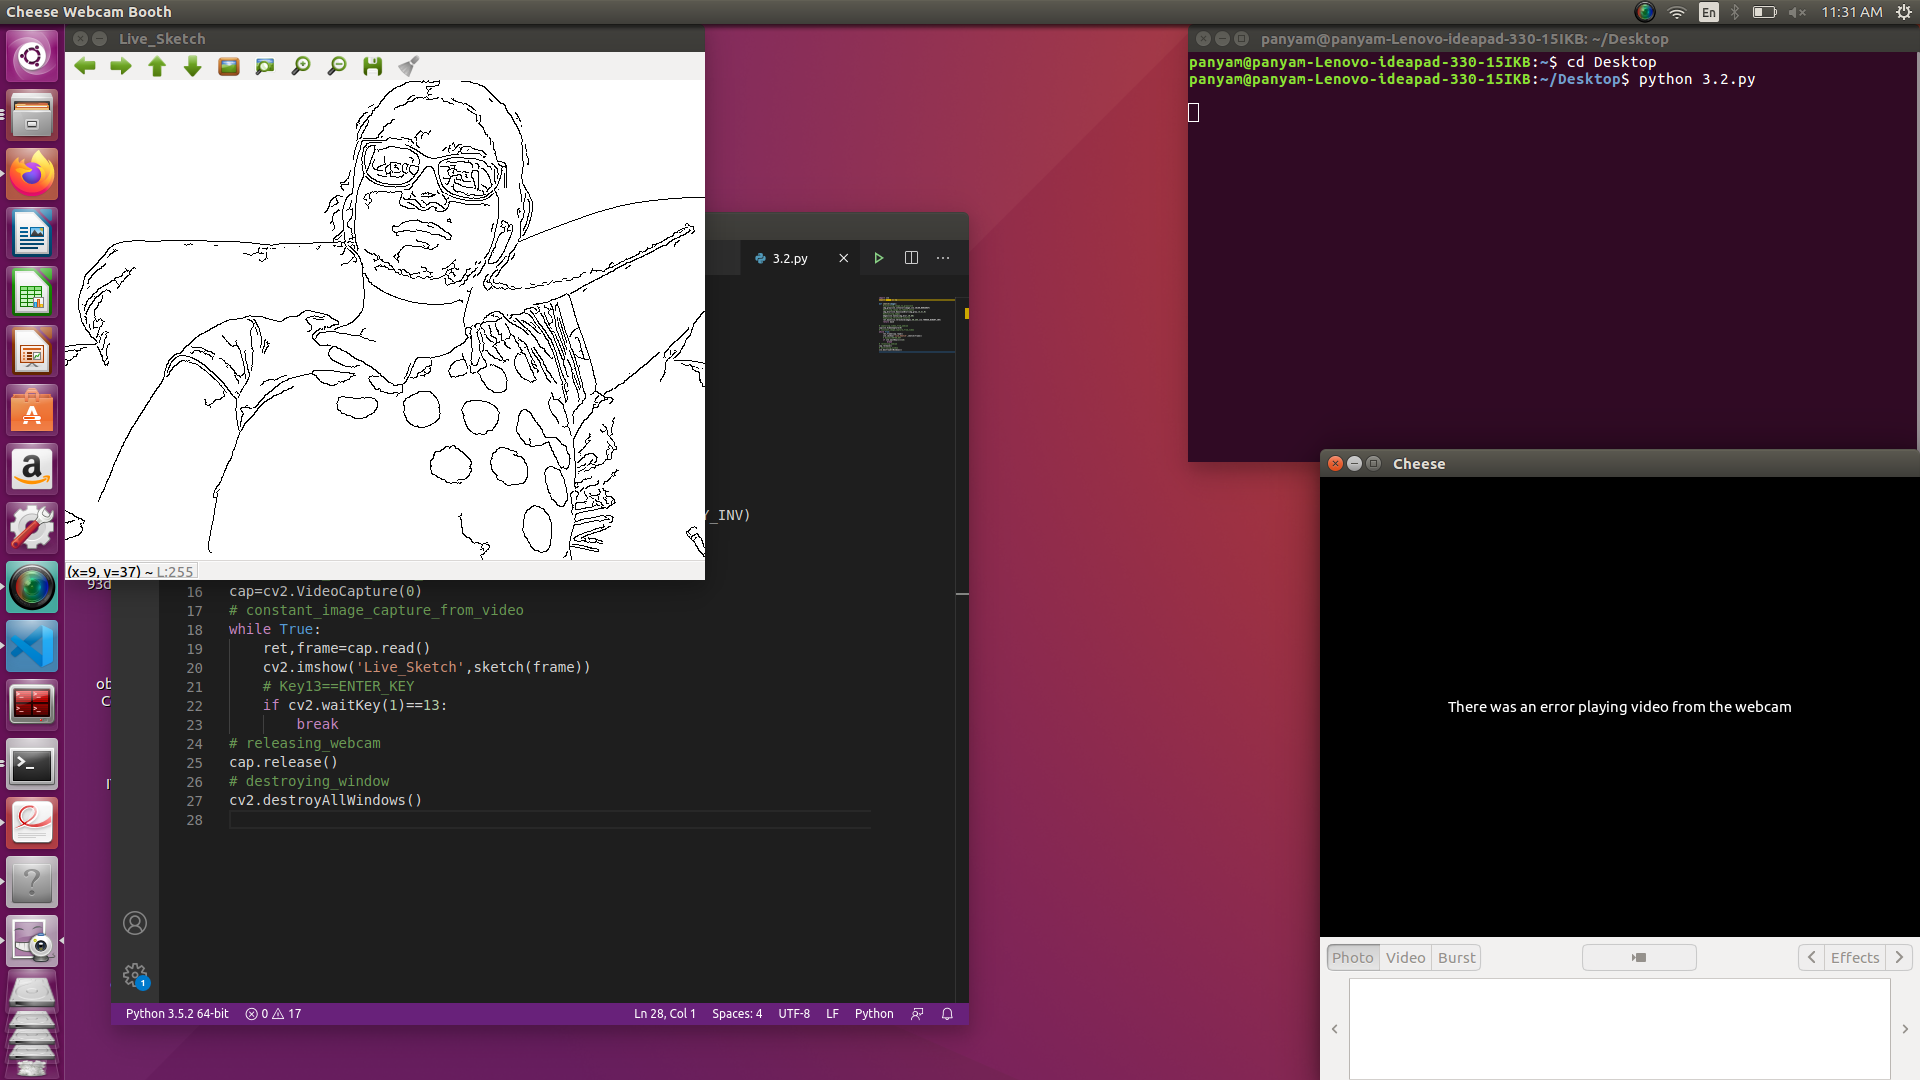 Cheese Webcam Booth
En
11:31 AM
Live_Sketch
(x=9, y=37) ~ L:255
panyam@panyam-Lenovo-ideapad-330-15IKB: ~/Desktop
panyam@panyam-Lenovo-ideapad-330-15IKB:~$ cd Desktop
panyam@panyam-Lenovo-ideapad-330-15IKB:~/Desktop$ python 3.2.py
3.2.py
Y_INV)
93d
ob
C
16 cap=cv2.VideoCapture(0)
17 # constant_image_capture_from_video
18 while True:
19 ret,frame=cap.read()
20 cv2.imshow('Live_Sketch',sketch(frame))
21 # Key13==ENTER_KEY
22 if cv2.waitKey(1)==13:
23 break
24 # releasing_webcam
25 cap.release()
26 # destroying_window
27 cv2.destroyAllWindows()
28
1
Python 3.5.2 64-bit
0
17
Ln 28, Col 1
Spaces: 4
UTF-8
LF
Python
Cheese
There was an error playing video from the webcam
Photo
Video
Burst
Effects